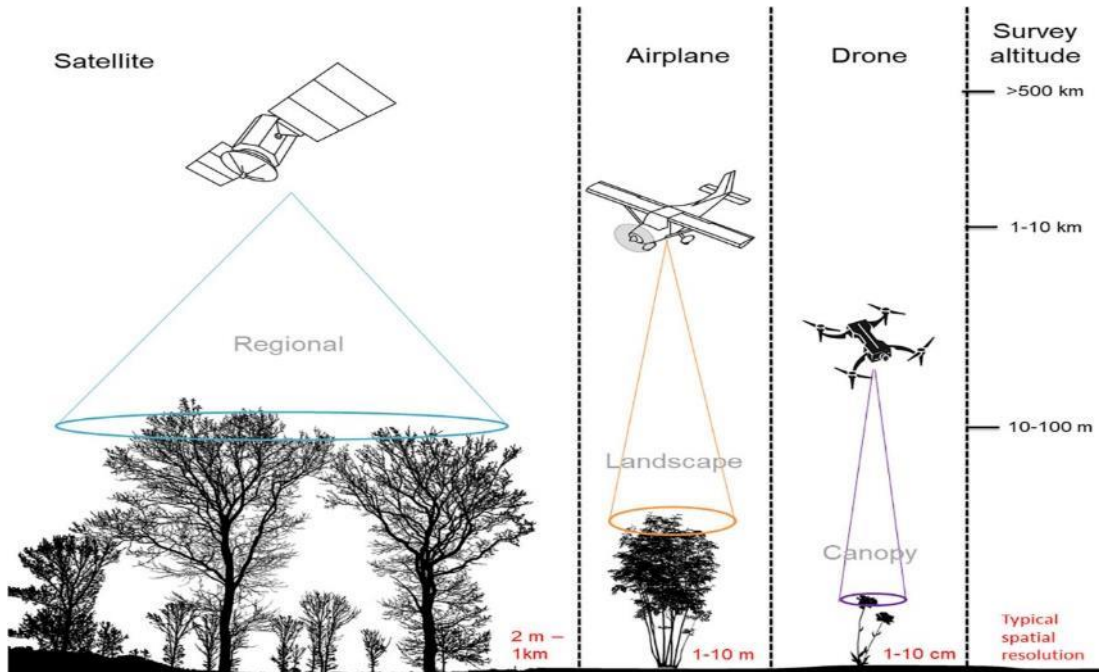 Satellite
Airplane
Drone
Survey
altitude
>500 km
1-10 km
10-100 m
Regional
Landscape
Canopy
2 m –
1km
1-10 m
1-10 cm
Typical
spatial
resolution